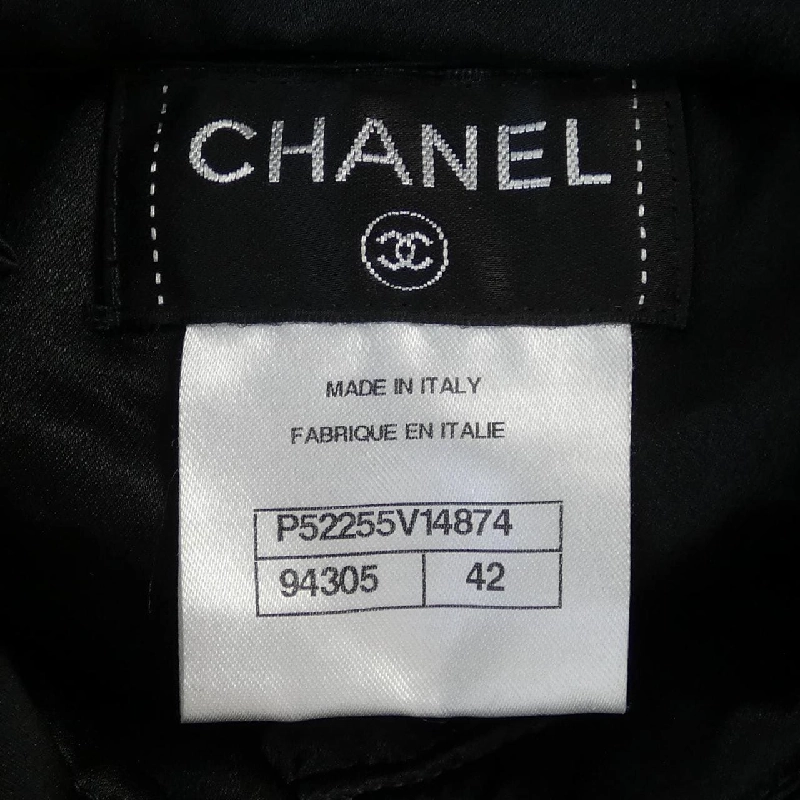 CHANEL
MADE IN ITALY
FABRIQUE EN ITALIE
P52255V14874
94305 42